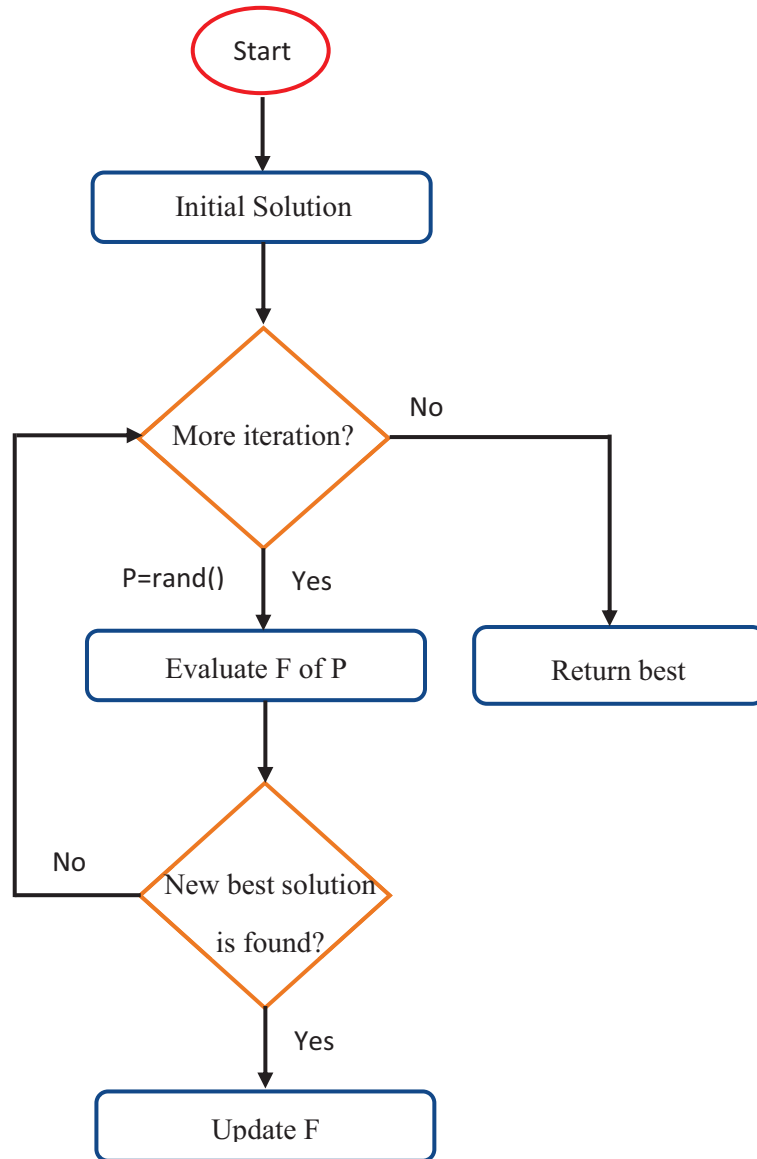 Start
Initial Solution
More iteration?
No
P=rand()
Yes
Evaluate F of P
Return best
No
New best solution
is found?
Yes
Update F